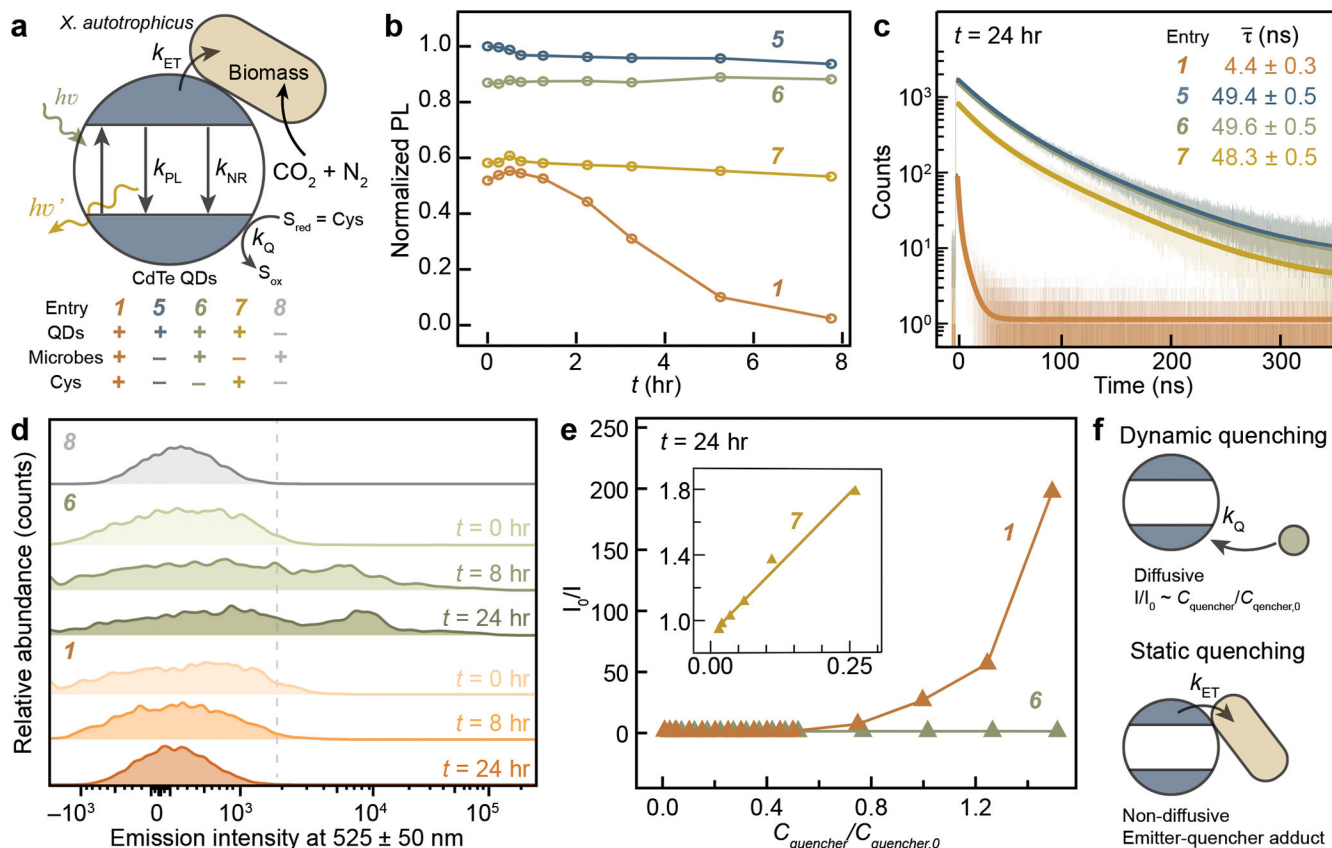 a
X. autotrophicus
kET
Biomass
hν
kPL
kNR
CO2 + N2
hν’
Sred = Cys
kQ
Sox
CdTe QDs
Entry 1 5 6 7 8
QDs + + + + –
Microbes + – + – +
Cys + – – + –
b
Normalized PL
1.0
0.8
0.6
0.4
0.2
0.0
5
6
7
1
0 2 4 6 8
t (hr)
c
t = 24 hr
Entry τ̅ (ns)
1 4.4 ± 0.3
5 49.4 ± 0.5
6 49.6 ± 0.5
7 48.3 ± 0.5
Counts
10³
10²
10¹
10⁰
0 100 200 300
Time (ns)
d
Relative abundance (counts)
8
6
t = 0 hr
t = 8 hr
t = 24 hr
1
t = 0 hr
t = 8 hr
t = 24 hr
−10³ 0 10³ 10⁴ 10⁵
Emission intensity at 525 ± 50 nm
e
t = 24 hr
I0/I
250
200
150
100
50
0
1.8
1.4
1.0
7
0.00 0.25
1
6
0.0 0.4 0.8 1.2
Cquencher/Cquencher,0
f
Dynamic quenching
kQ
Diffusive
I/I0 ~ Cquencher/Cqencher,0
Static quenching
kET
Non-diffusive
Emitter-quencher adduct